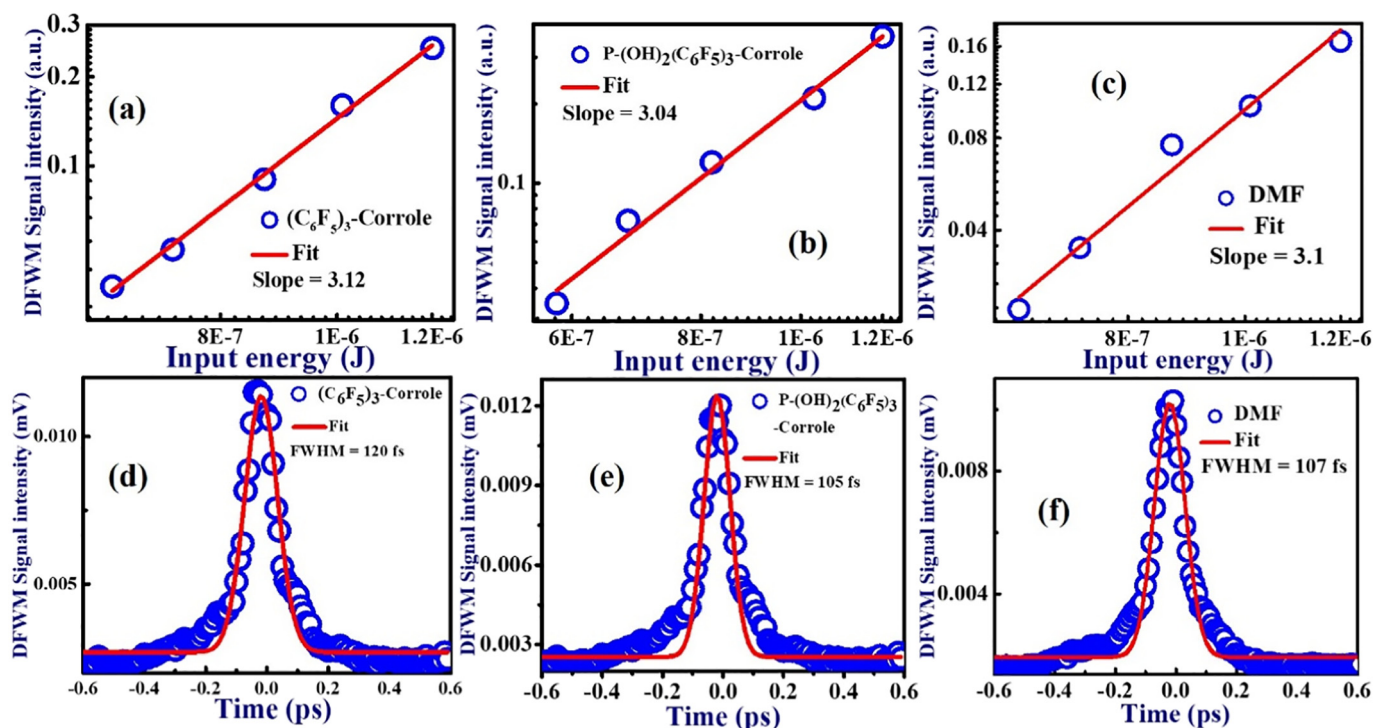 DFWM Signal intensity (a.u.)
0.3
0.2
0.1
(a)
(C₆F₅)₃-Corrole
Fit
Slope = 3.12
8E-7
1E-6
1.2E-6
Input energy (J)
DFWM Signal intensity (a.u.)
0.1
P-(OH)₂(C₆F₅)₃-Corrole
Fit
Slope = 3.04
(b)
6E-7
8E-7
1E-6
1.2E-6
Input energy (J)
DFWM Signal intensity (a.u.)
0.16
0.12
0.08
0.04
(c)
DMF
Fit
Slope = 3.1
8E-7
1E-6
1.2E-6
Input energy (J)
DFWM Signal intensity (mV)
0.010
0.005
(d)
(C₆F₅)₃-Corrole
Fit
FWHM = 120 fs
-0.6
-0.4
-0.2
0.0
0.2
0.4
0.6
Time (ps)
DFWM Signal intensity (mV)
0.012
0.009
0.006
0.003
(e)
P-(OH)₂(C₆F₅)₃
-Corrole
Fit
FWHM = 105 fs
-0.6
-0.4
-0.2
0.0
0.2
0.4
0.6
Time (ps)
DFWM Signal intensity (mV)
0.008
0.004
(f)
DMF
Fit
FWHM = 107 fs
-0.6
-0.4
-0.2
0.0
0.2
0.4
0.6
Time (ps)